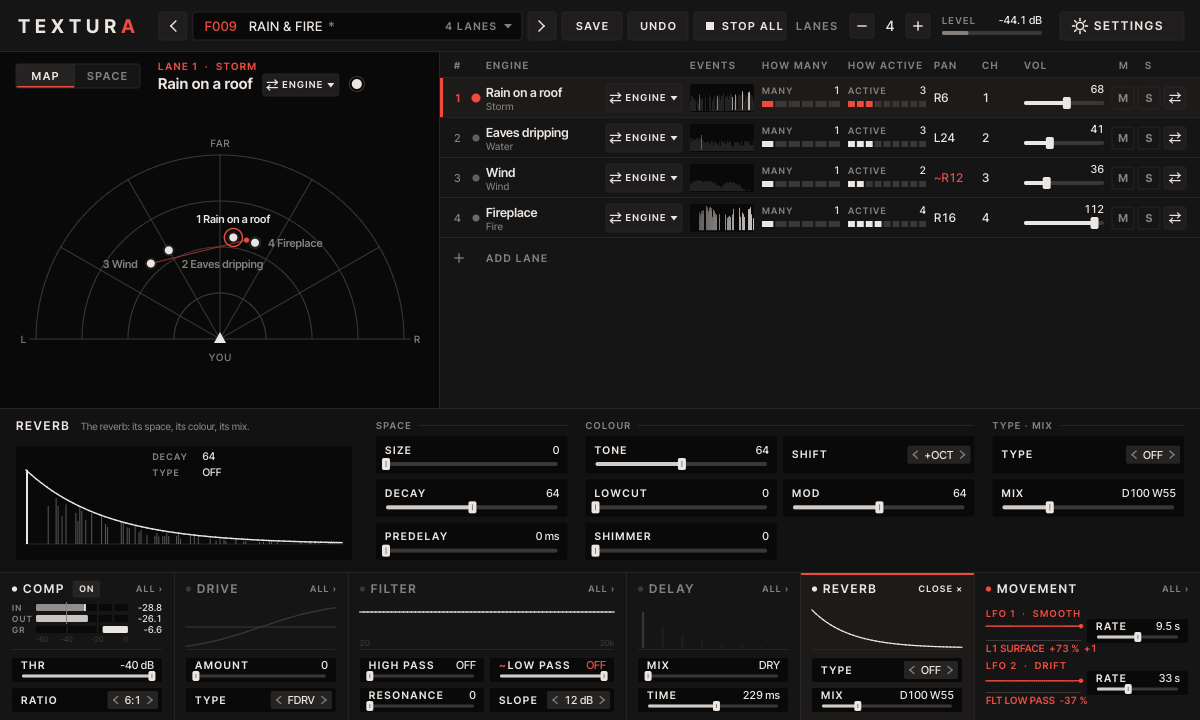 TEXTURA
F009 RAIN & FIRE * 4 LANES
SAVE
UNDO
STOP ALL
LANES 4
LEVEL -44.1 dB
SETTINGS
MAP SPACE
LANE 1 · STORM
Rain on a roof ENGINE
FAR
1 Rain on a roof
4 Fireplace
3 Wind
2 Eaves dripping
L
R
YOU
# ENGINE EVENTS HOW MANY HOW ACTIVE PAN CH VOL M S
1 Rain on a roof Storm ENGINE MANY 1 ACTIVE 3 R6 1 68 M S
2 Eaves dripping Water ENGINE MANY 1 ACTIVE 3 L24 2 41 M S
3 Wind Wind ENGINE MANY 1 ACTIVE 2 ~R12 3 36 M S
4 Fireplace Fire ENGINE MANY 1 ACTIVE 4 R16 4 112 M S
+ ADD LANE
REVERB The reverb: its space, its colour, its mix.
DECAY 64
TYPE OFF
SPACE
SIZE 0
DECAY 64
PREDELAY 0 ms
COLOUR
TONE 64
SHIFT +OCT
LOWCUT 0
MOD 64
SHIMMER 0
TYPE · MIX
TYPE OFF
MIX D100 W55
COMP ON ALL ›
IN -28.8
OUT -26.1
GR -6.6
-60 -40 -20 0
THR -40 dB
RATIO 6:1
DRIVE ALL ›
AMOUNT 0
TYPE FDRV
FILTER ALL ›
20 20k
HIGH PASS OFF
~LOW PASS OFF
RESONANCE 0
SLOPE 12 dB
DELAY ALL ›
MIX DRY
TIME 229 ms
REVERB CLOSE ×
TYPE OFF
MIX D100 W55
MOVEMENT ALL ›
LFO 1 · SMOOTH
RATE 9.5 s
L1 SURFACE +73 % +1
LFO 2 · DRIFT
RATE 33 s
FLT LOW PASS -37 %